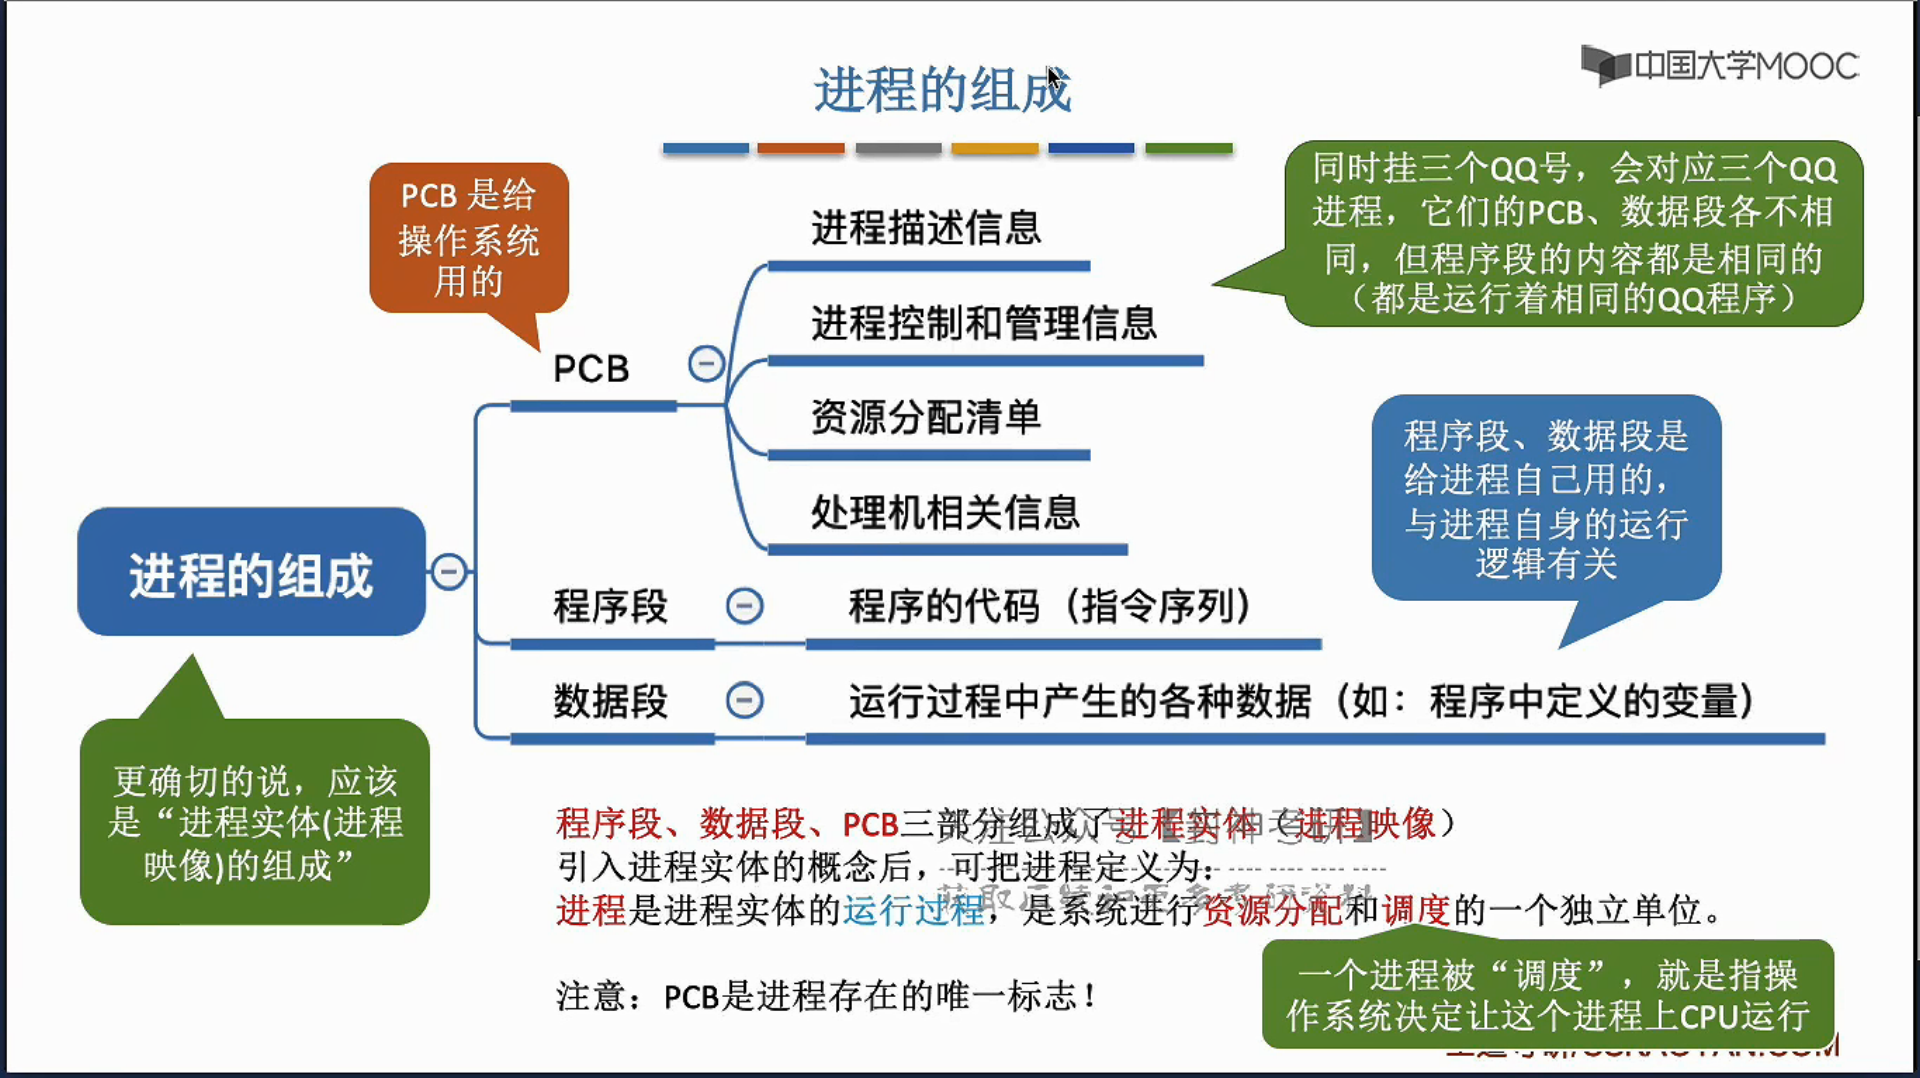 进程的组成
中国大学MOOC
PCB 是给
操作系统
用的
同时挂三个QQ号，会对应三个QQ
进程，它们的PCB、数据段各不相
同，但程序段的内容都是相同的
（都是运行着相同的QQ程序）
进程描述信息
进程控制和管理信息
PCB
资源分配清单
处理机相关信息
程序段、数据段是
给进程自己用的，
与进程自身的运行
逻辑有关
进程的组成
程序段
程序的代码（指令序列）
数据段
运行过程中产生的各种数据（如：程序中定义的变量）
更确切的说，应该
是“进程实体(进程
映像)的组成”
程序段、数据段、PCB三部分组成了进程实体（进程映像）
引入进程实体的概念后，可把进程定义为：
进程是进程实体的运行过程，是系统进行资源分配和调度的一个独立单位。
注意：PCB是进程存在的唯一标志！
一个进程被“调度”，就是指操
作系统决定让这个进程上CPU运行